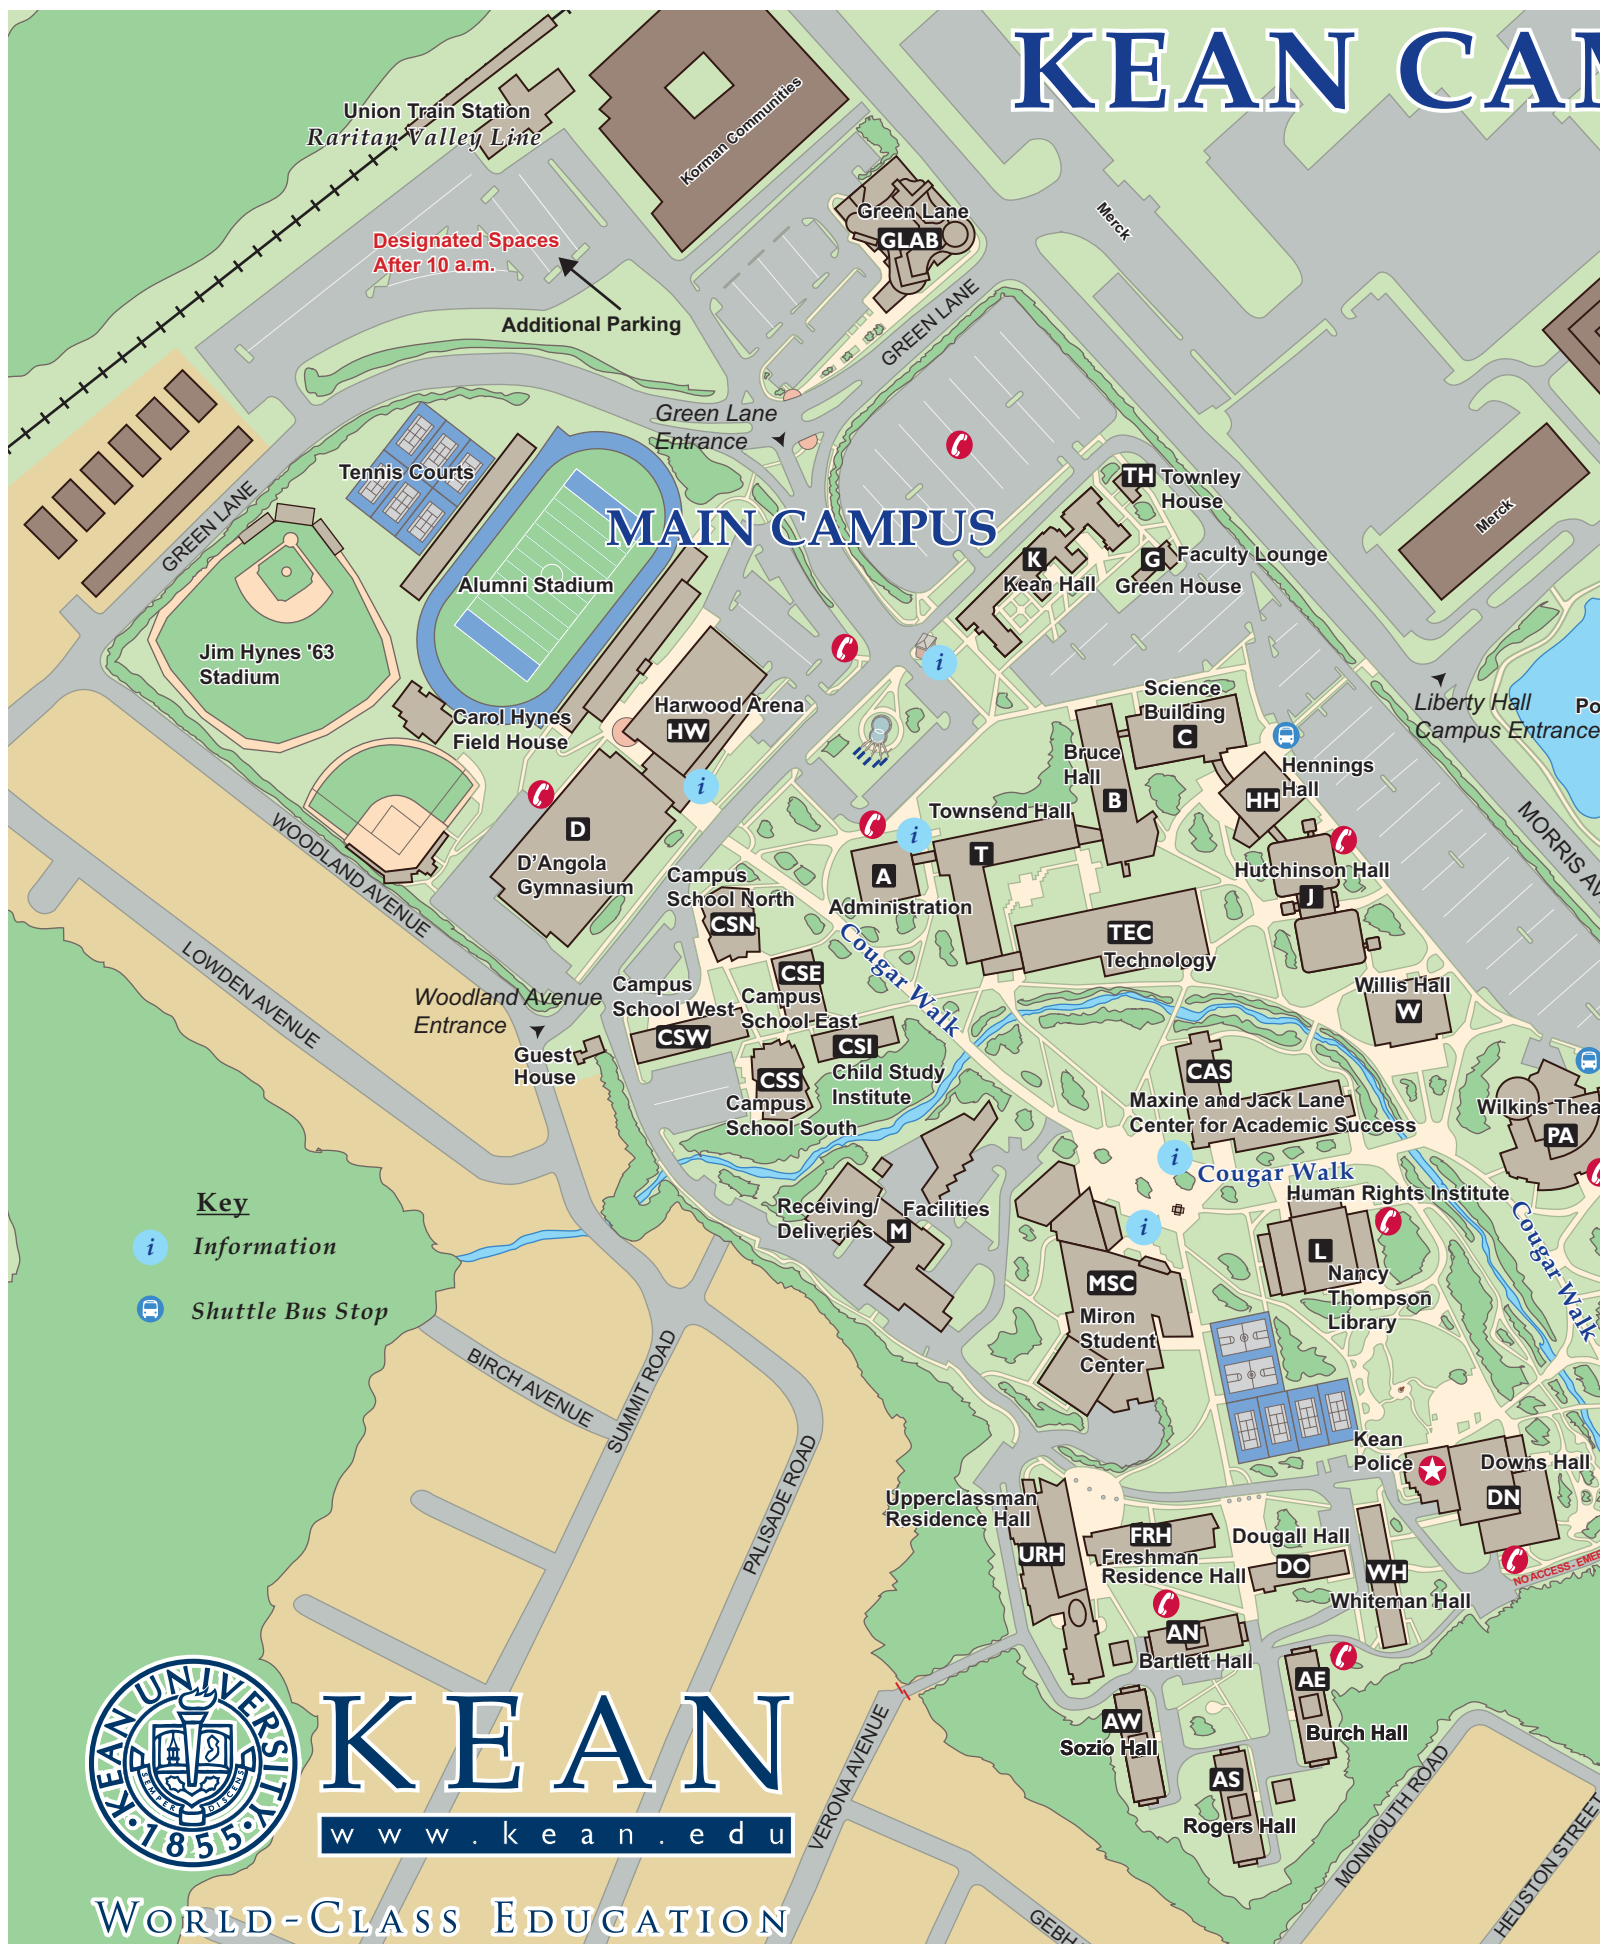 KEAN CAM
Union Train Station
Raritan Valley Line
Korman Communities
Green Lane
GLAB
Merck
Designated Spaces
After 10 a.m.
Additional Parking
GREEN LANE
Green Lane
Entrance
Tennis Courts
TH
Townley
House
Merck
GREEN LANE
MAIN CAMPUS
K
Kean Hall
G
Faculty Lounge
Green House
Alumni Stadium
Jim Hynes '63
Stadium
i
Carol Hynes
Field House
Harwood Arena
HW
Science
Building
C
Liberty Hall
Campus Entrance
Po
Bruce
Hall
B
Hennings
Hall
HH
i
Townsend Hall
T
i
MORRIS AV
WOODLAND AVENUE
D
D'Angola
Gymnasium
Campus
School North
CSN
A
Administration
Hutchinson Hall
J
Cougar Walk
TEC
Technology
LOWDEN AVENUE
CSE
Campus
School East
Campus
School West
CSW
Woodland Avenue
Entrance
Willis Hall
W
Guest
House
CSI
Child Study
Institute
CSS
Campus
School South
CAS
Maxine and Jack Lane
Center for Academic Success
Wilkins Thea
PA
i
Cougar Walk
Human Rights Institute
Receiving/
Deliveries
M
Facilities
i
Cougar Walk
L
Nancy
Thompson
Library
MSC
Miron
Student
Center
Key
i
Information
Shuttle Bus Stop
BIRCH AVENUE
SUMMIT ROAD
PALISADE ROAD
Kean
Police
Downs Hall
DN
Upperclassman
Residence Hall
URH
FRH
Freshman
Residence Hall
Dougall Hall
DO
WH
Whiteman Hall
NO ACCESS - EMER
AN
Bartlett Hall
AE
Burch Hall
AW
Sozio Hall
AS
Rogers Hall
VERONA AVENUE
MONMOUTH ROAD
HEUSTON STREET
GEBHA
KEAN UNIVERSITY
SEMPER DISCENS
1855
KEAN
www.kean.edu
WORLD-CLASS EDUCATION